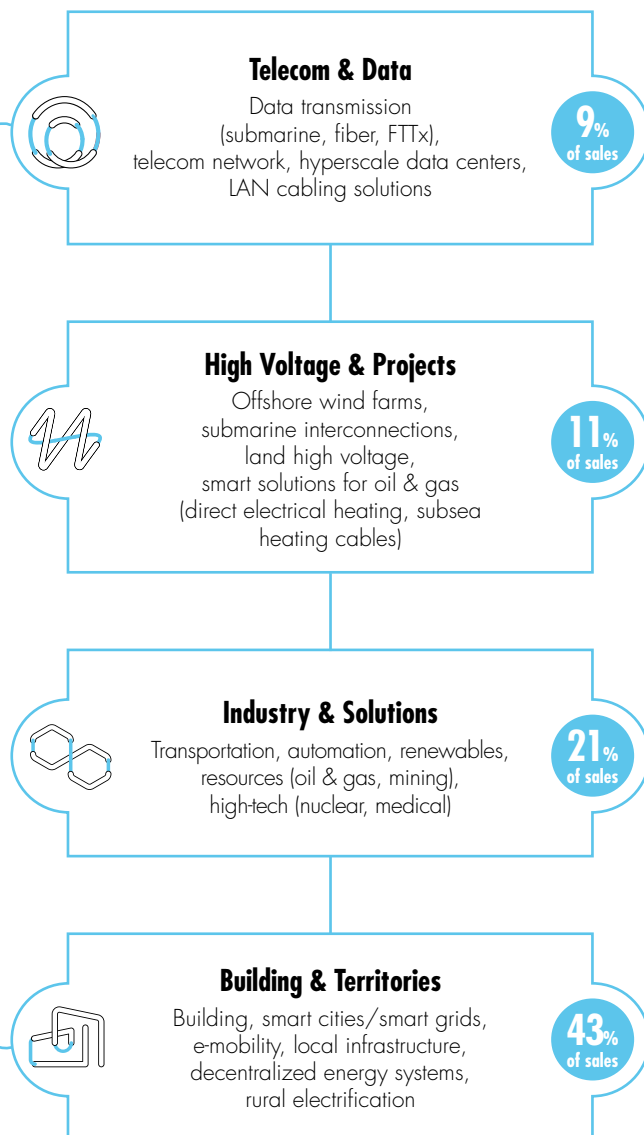 Telecom & Data
Data transmission
(submarine, fiber, FTTx),
telecom network, hyperscale data centers,
LAN cabling solutions
9%
of sales
High Voltage & Projects
Offshore wind farms,
submarine interconnections,
land high voltage,
smart solutions for oil & gas
(direct electrical heating, subsea
heating cables)
11%
of sales
Industry & Solutions
Transportation, automation, renewables,
resources (oil & gas, mining),
high-tech (nuclear, medical)
21%
of sales
Building & Territories
Building, smart cities/smart grids,
e-mobility, local infrastructure,
decentralized energy systems,
rural electrification
43%
of sales